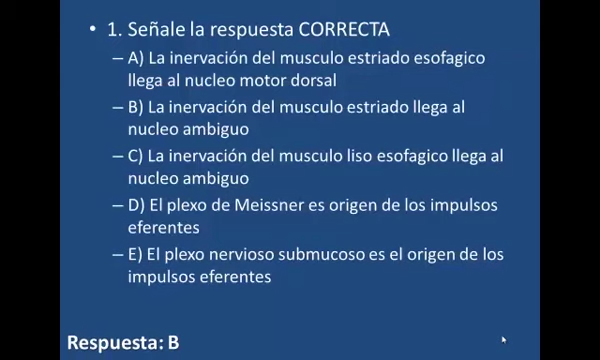 • 1. Señale la respuesta CORRECTA
– A) La inervación del musculo estriado esofagico
llega al nucleo motor dorsal
– B) La inervación del musculo estriado llega al
nucleo ambiguo
– C) La inervación del musculo liso esofagico llega al
nucleo ambiguo
– D) El plexo de Meissner es origen de los impulsos
eferentes
– E) El plexo nervioso submucoso es el origen de los
impulsos eferentes
Respuesta: B